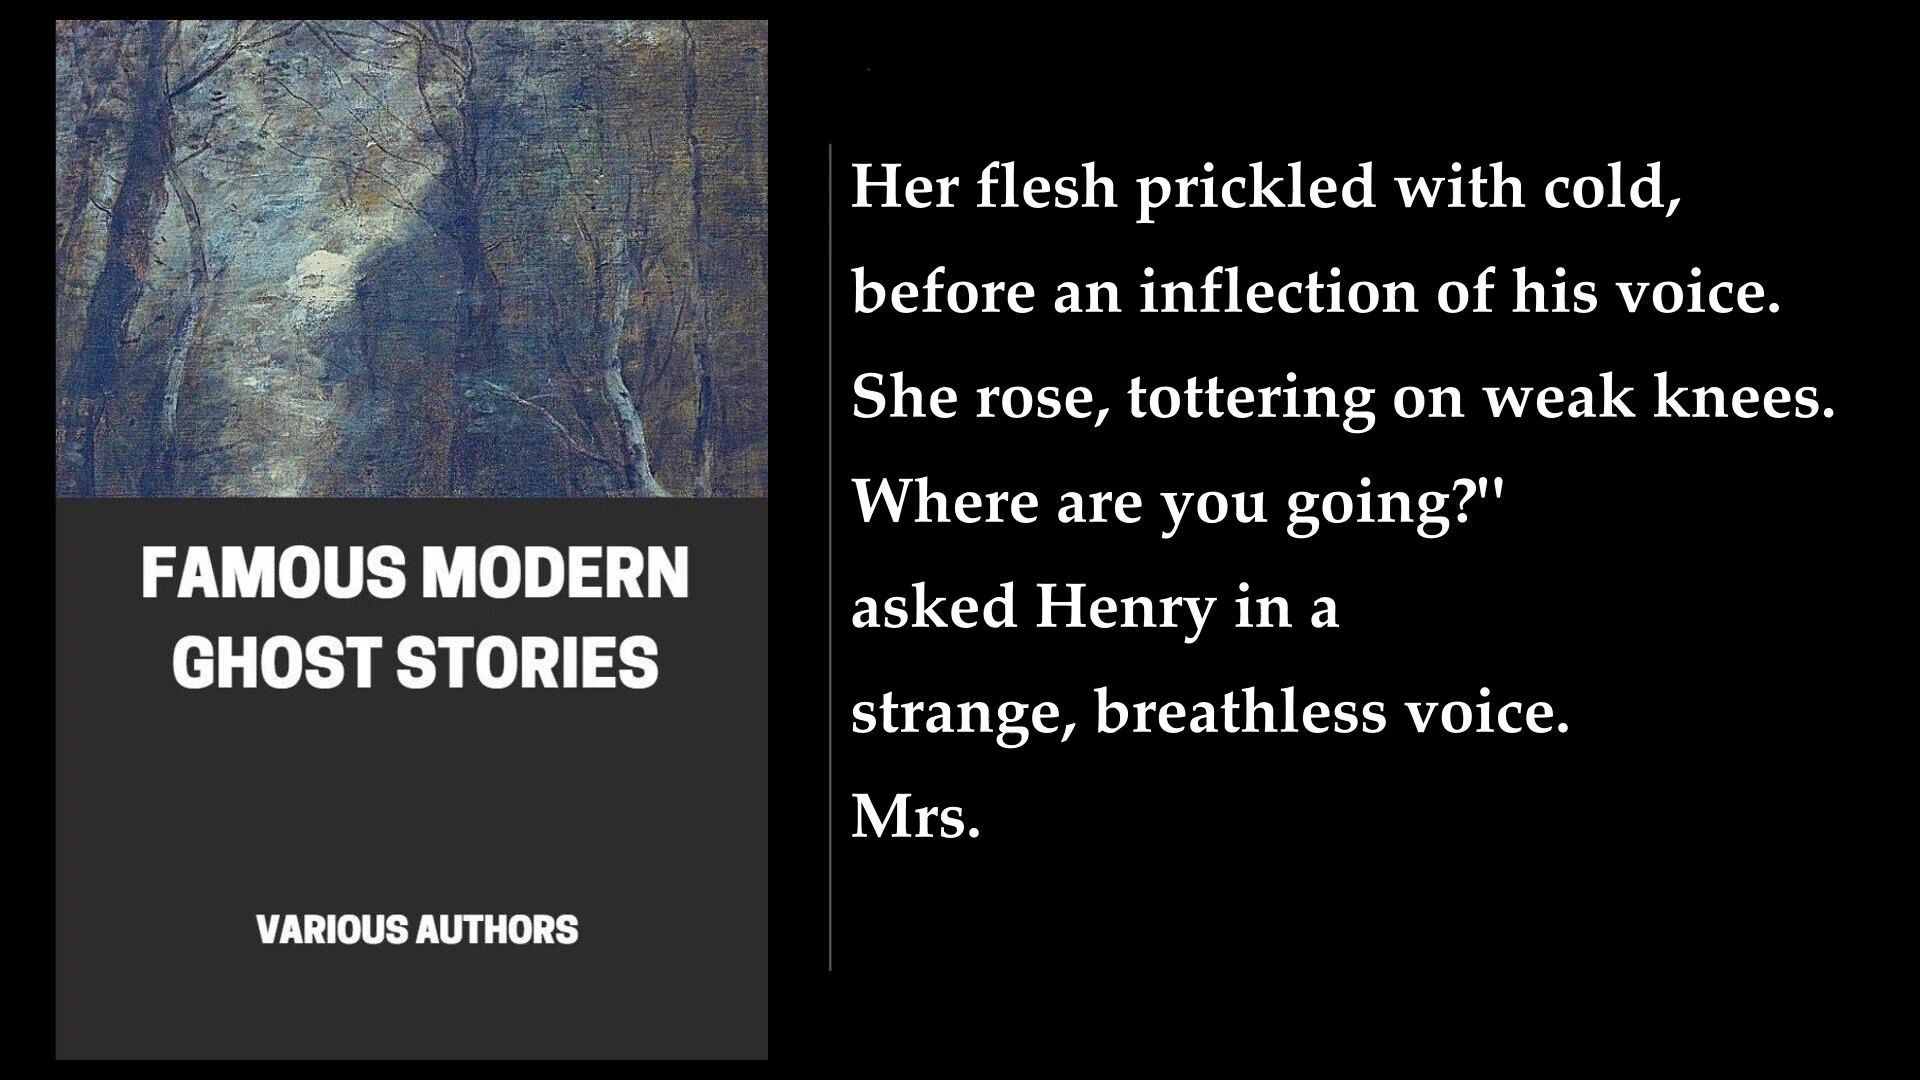 FAMOUS MODERN
GHOST STORIES
VARIOUS AUTHORS
Her flesh prickled with cold,
before an inflection of his voice.
She rose, tottering on weak knees.
Where are you going?"
asked Henry in a
strange, breathless voice.
Mrs.